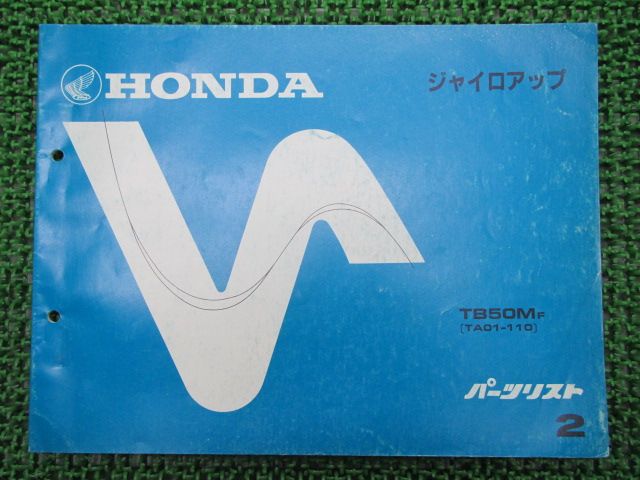 HONDA
ジャイロアップ
TB50MF
[TA01-110]
パーツリスト
2